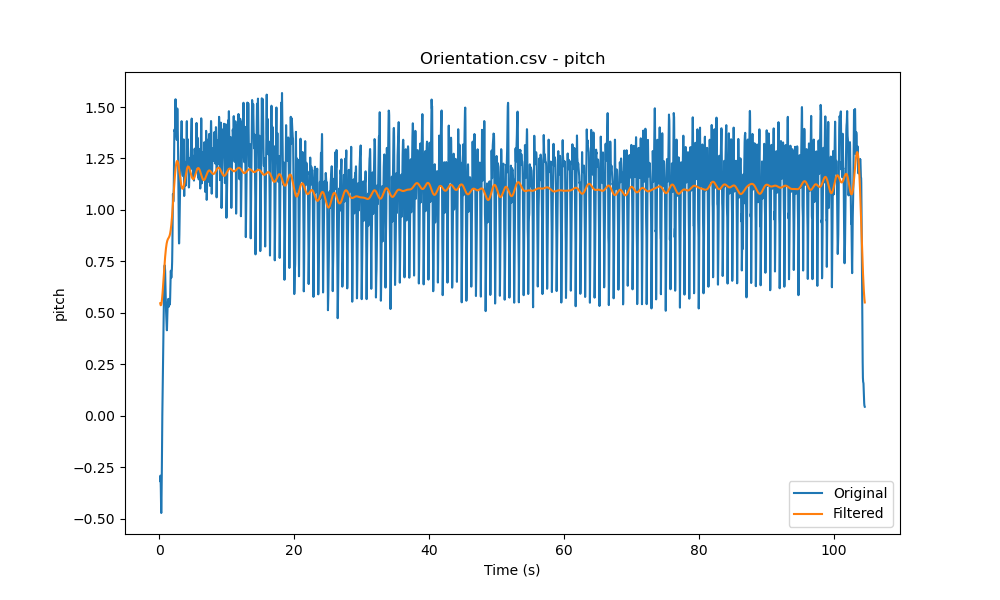 Orientation.csv - pitch
1.50
1.25
1.00
0.75
0.50
0.25
0.00
−0.25
−0.50
pitch
0 20 40 60 80 100
Time (s)
Original
Filtered